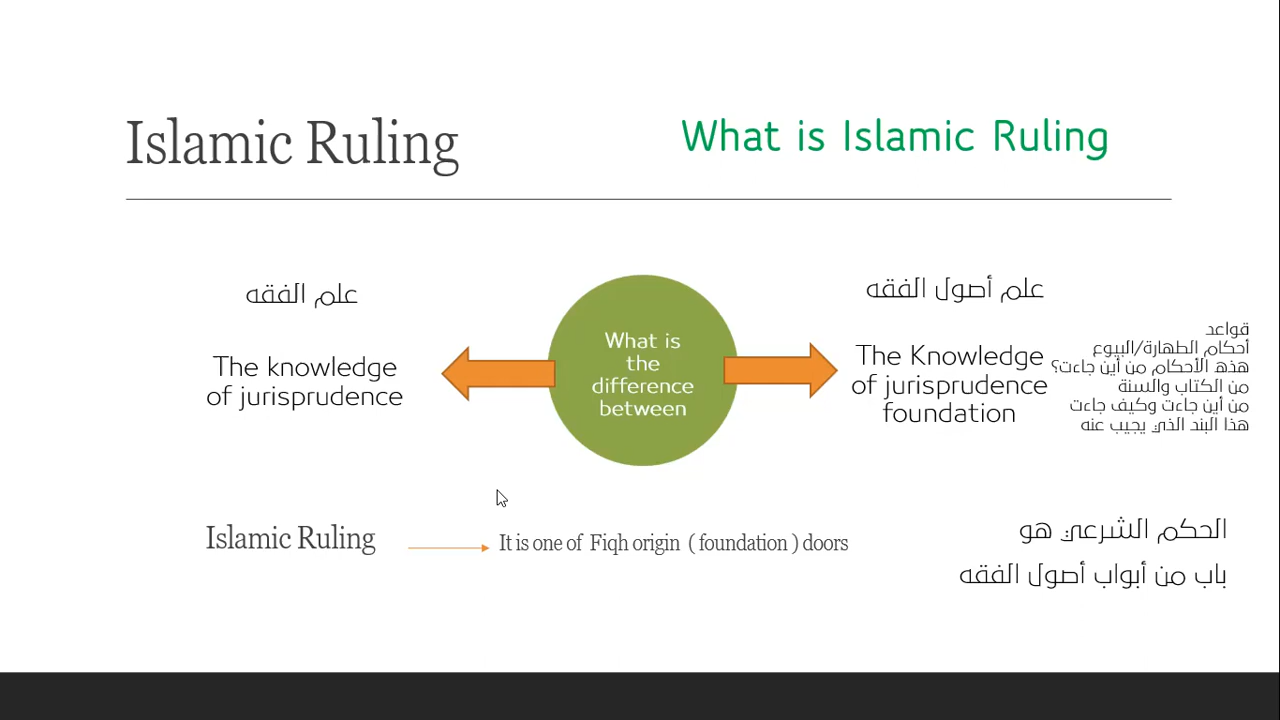 Islamic Ruling
What is Islamic Ruling
علم الفقه
The knowledge
of jurisprudence
What is
the
difference
between
علم أصول الفقه
The Knowledge
of jurisprudence
foundation
قواعد
أحكام الطهارة/البيوع
هذه الأحكام من أين جاءت؟
من الكتاب والسنة
من أين جاءت وكيف جاءت
هذا البند الذي يجيب عنه
Islamic Ruling
It is one of Fiqh origin ( foundation ) doors
الحكم الشرعي هو
باب من أبواب أصول الفقه